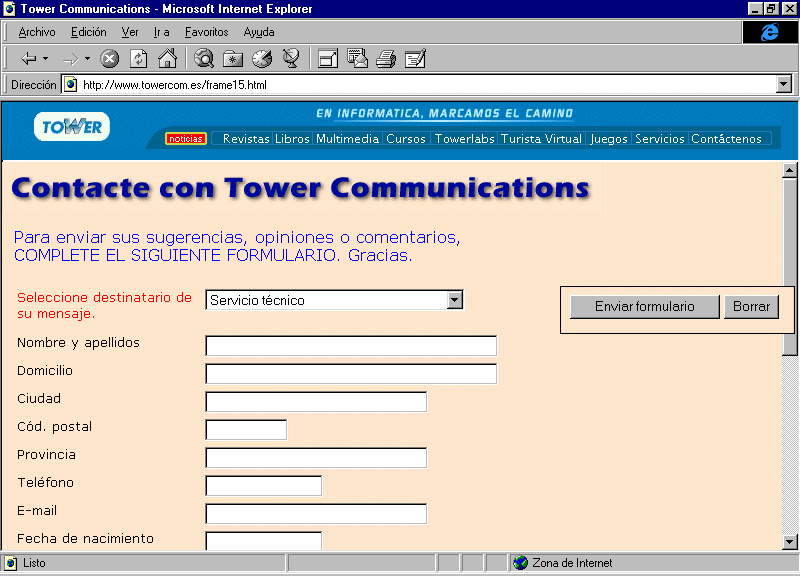 Tower Communications - Microsoft Internet Explorer
Archivo Edición Ver Ir a Favoritos Ayuda
Dirección http://www.towercom.es/frame15.html
EN INFORMATICA, MARCAMOS EL CAMINO
TOWER
noticias Revistas Libros Multimedia Cursos Towerlabs Turista Virtual Juegos Servicios Contáctenos
Contacte con Tower Communications
Para enviar sus sugerencias, opiniones o comentarios,
COMPLETE EL SIGUIENTE FORMULARIO. Gracias.
Seleccione destinatario de
su mensaje.
Servicio técnico
Enviar formulario Borrar
Nombre y apellidos
Domicilio
Ciudad
Cód. postal
Provincia
Teléfono
E-mail
Fecha de nacimiento
Listo Zona de Internet